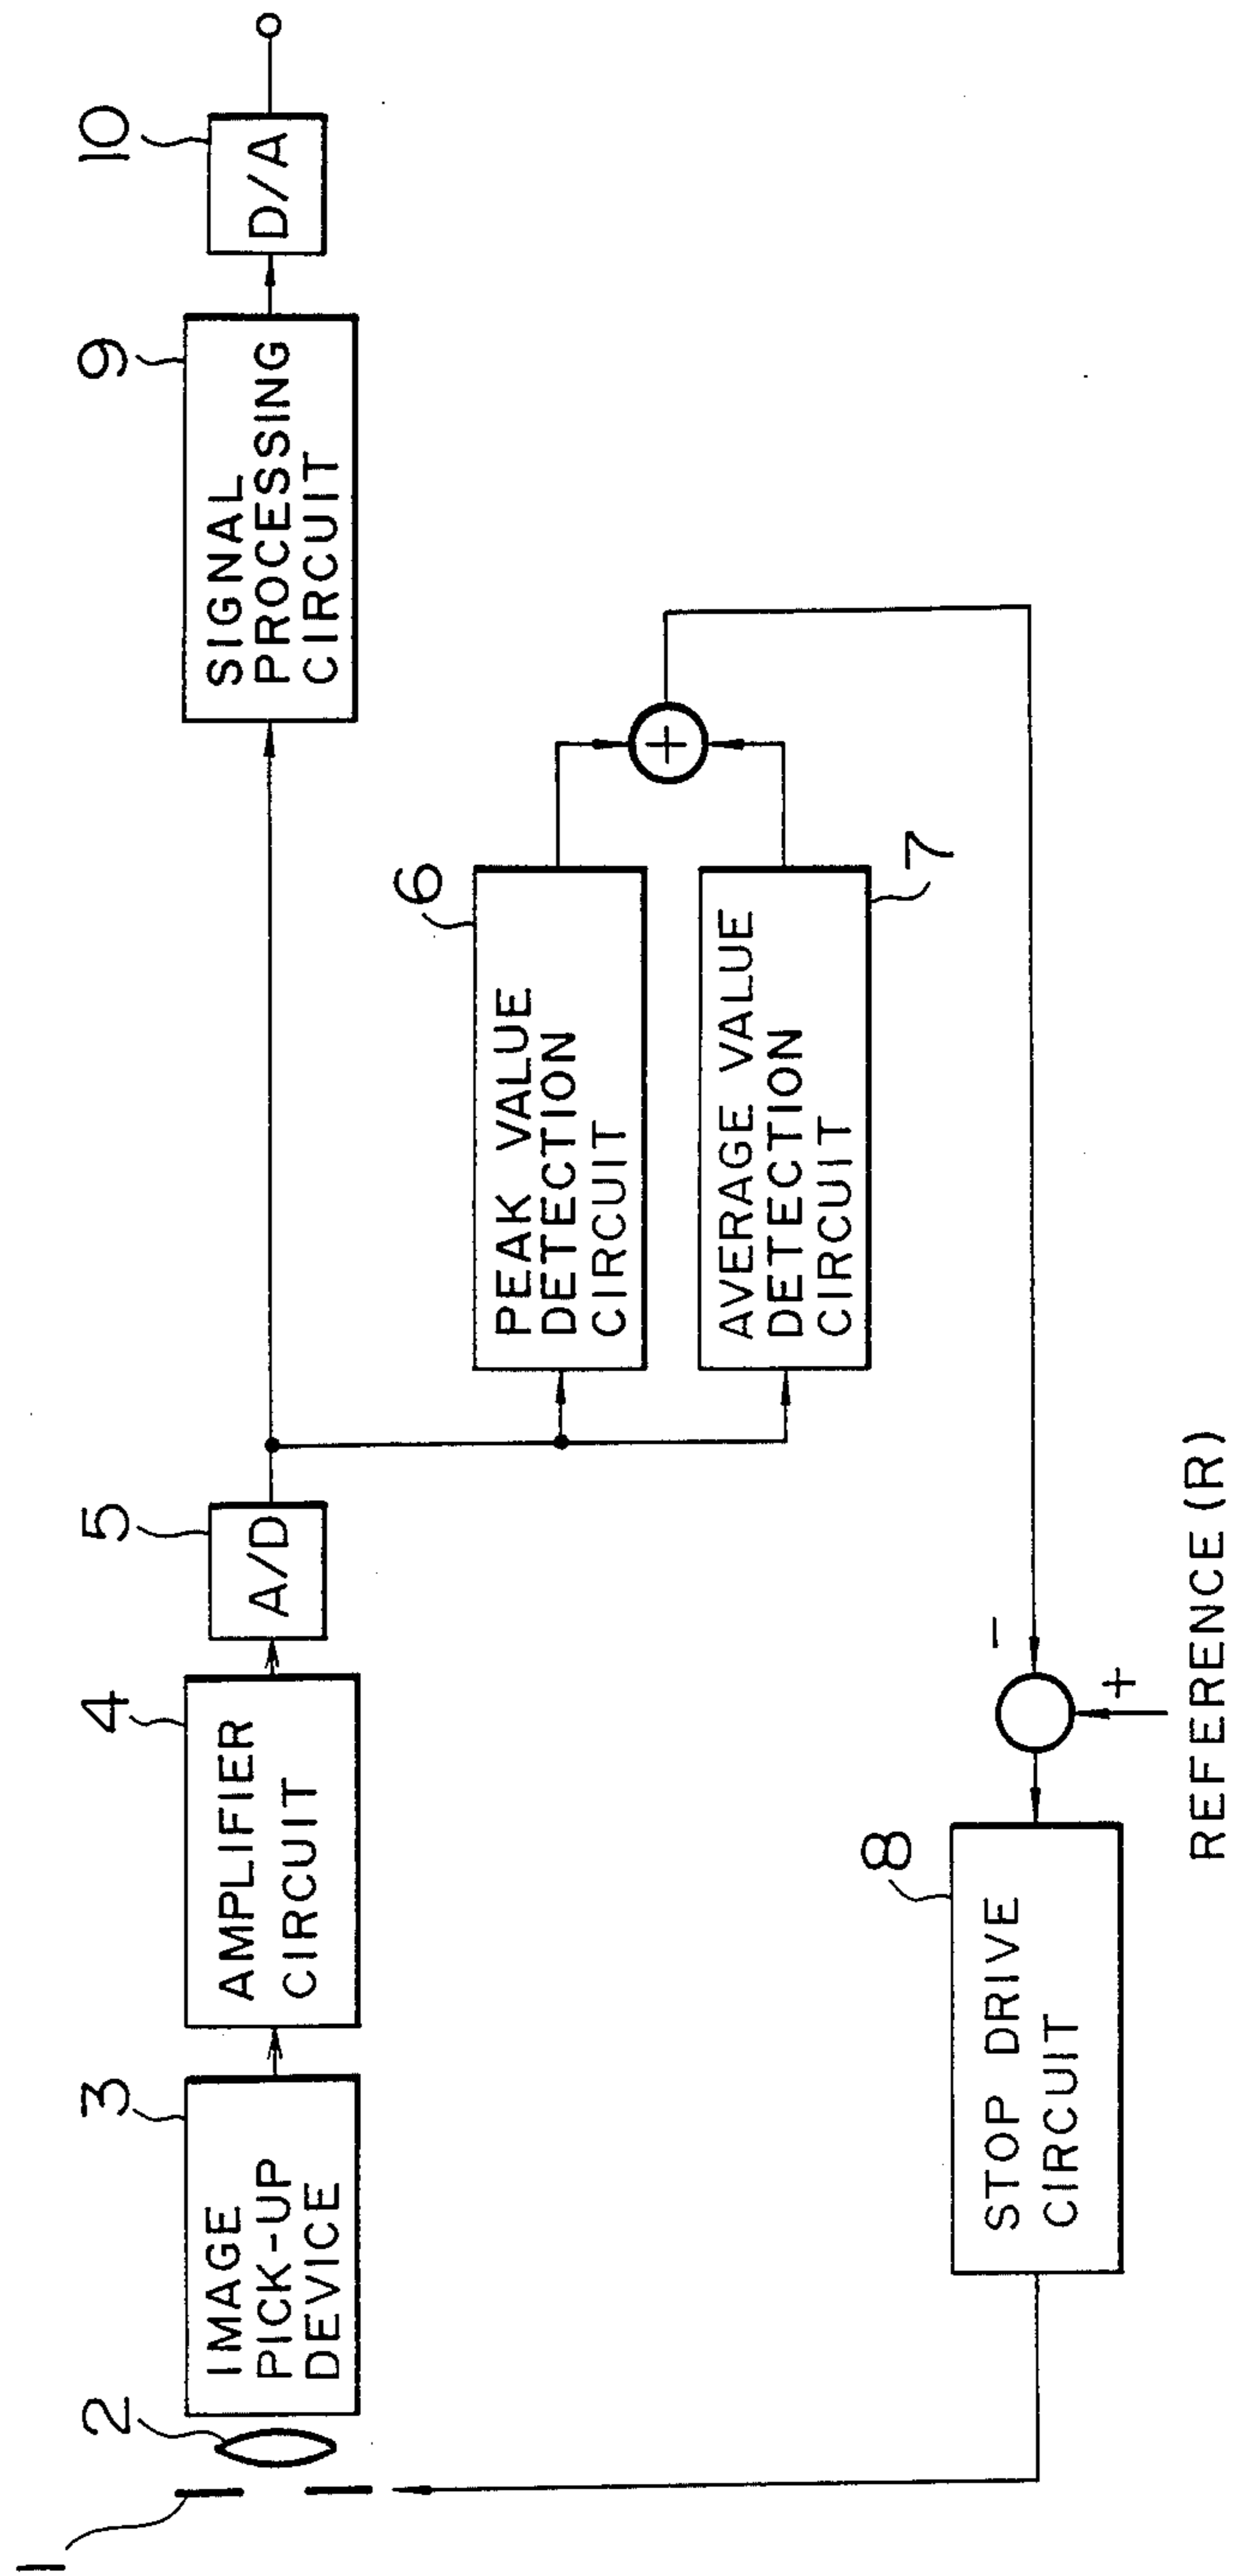 1
2
3
IMAGE
PICK-UP
DEVICE
4
AMPLIFIER
CIRCUIT
5
A/D
9
SIGNAL
PROCESSING
CIRCUIT
10
D/A
6
PEAK VALUE
DETECTION
CIRCUIT
7
AVERAGE VALUE
DETECTION
CIRCUIT
+
8
STOP DRIVE
CIRCUIT
-
+
REFERENCE (R)